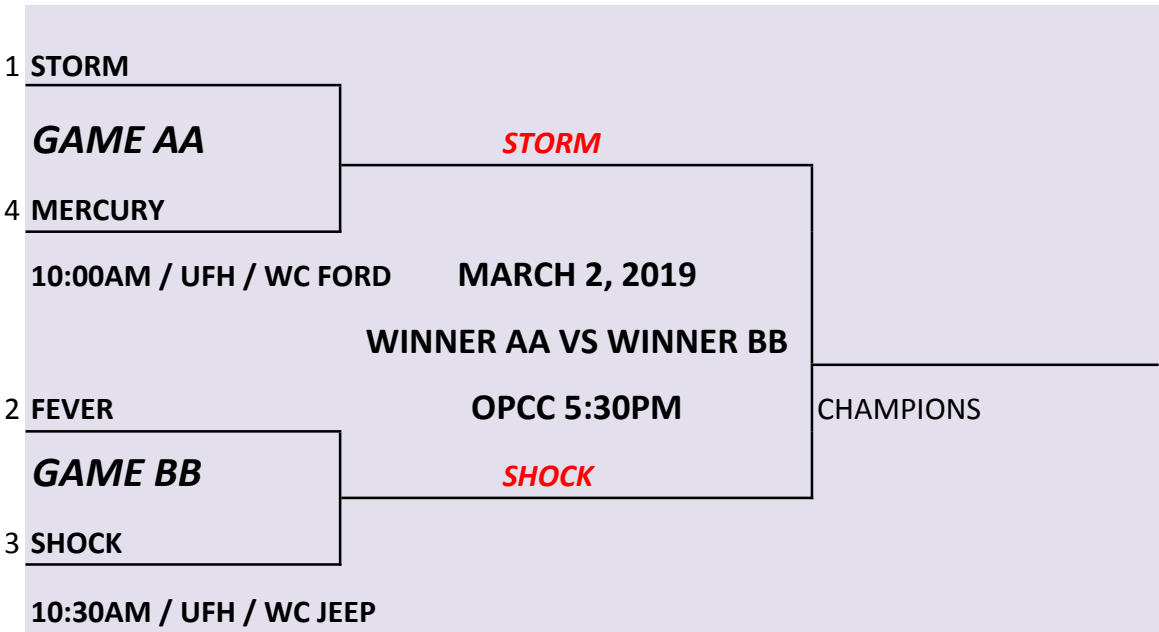 1 STORM
GAME AA
STORM
4 MERCURY
10:00AM / UFH / WC FORD
MARCH 2, 2019
WINNER AA VS WINNER BB
2 FEVER
OPCC 5:30PM
CHAMPIONS
GAME BB
SHOCK
3 SHOCK
10:30AM / UFH / WC JEEP